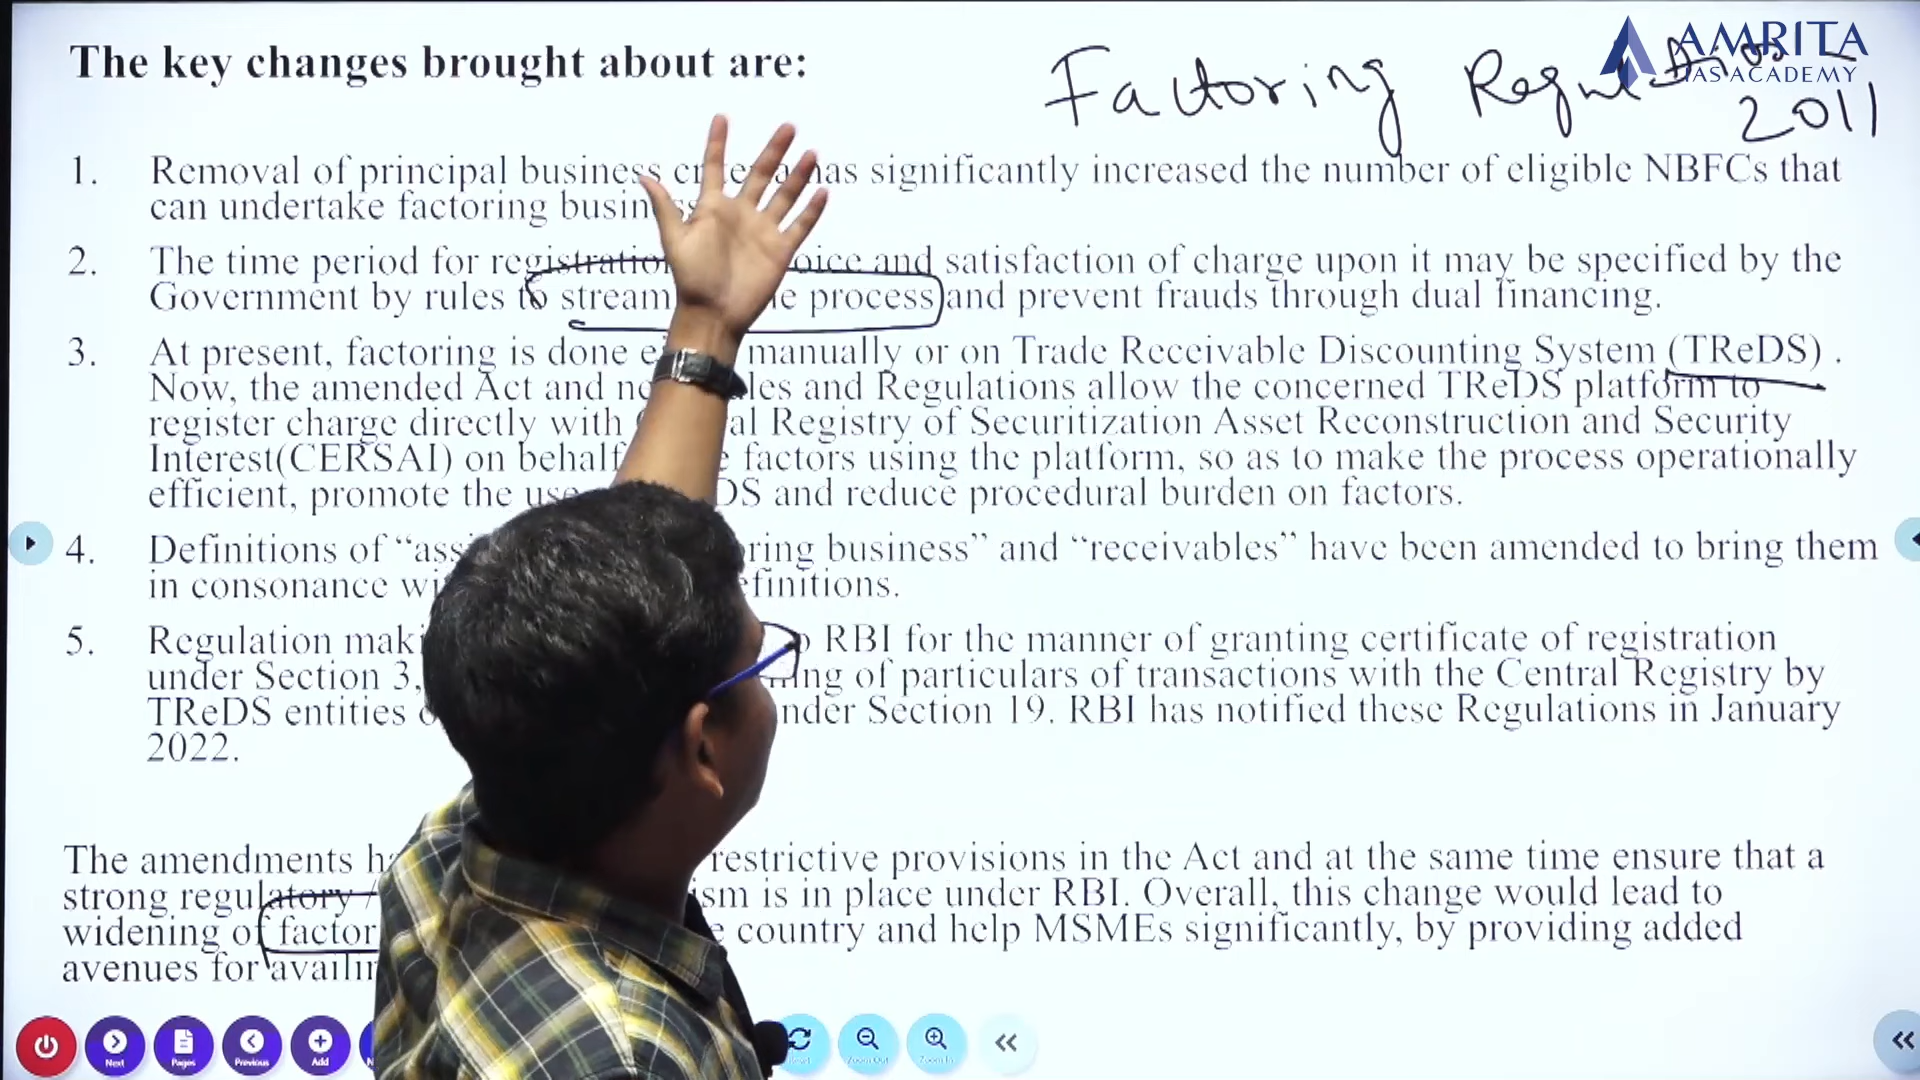 The key changes brought about are:
AMRITA
IAS ACADEMY
Factoring Regulation
2011
1. Removal of principal business has significantly increased the number of eligible NBFCs that
can undertake factoring
2. The time period for and satisfaction of charge upon it may be specified by the
Government by rules to process and prevent frauds through dual financing.
3. At present, factoring is done manually or on Trade Receivable Discounting System (TReDS) .
Now, the amended Act and and Regulations allow the concerned TReDS platform to
register charge directly with Registry of Securitization Asset Reconstruction and Security
Interest(CERSAI) on behalf factors using the platform, so as to make the process operationally
efficient, promote the and reduce procedural burden on factors.
4. Definitions of business” and “receivables” have been amended to bring them
in consonance
5. Regulation RBI for the manner of granting certificate of registration
under Section 3, of particulars of transactions with the Central Registry by
TReDS entities Section 19. RBI has notified these Regulations in January
2022.
The amendments restrictive provisions in the Act and at the same time ensure that a
strong is in place under RBI. Overall, this change would lead to
widening of country and help MSMEs significantly, by providing added
avenues for
Next Pages Previous Add Zoom Out Zoom In